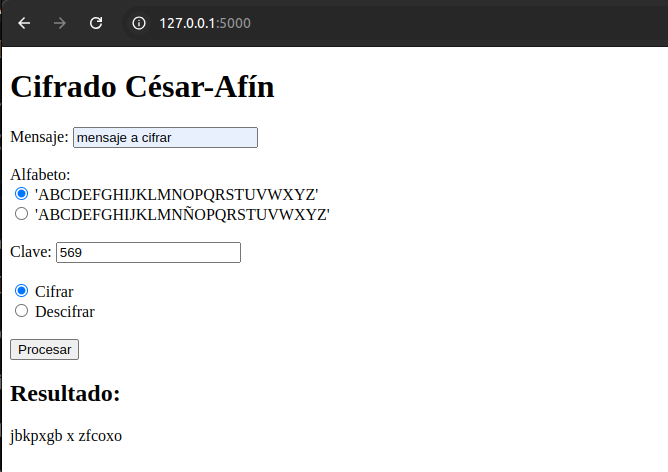 127.0.0.1:5000
Cifrado César-Afín
Mensaje: mensaje a cifrar
Alfabeto:
'ABCDEFGHIJKLMNOPQRSTUVWXYZ'
'ABCDEFGHIJKLMNÑOPQRSTUVWXYZ'
Clave: 569
Cifrar
Descifrar
Procesar
Resultado:
jbkpxgb x zfcoxo